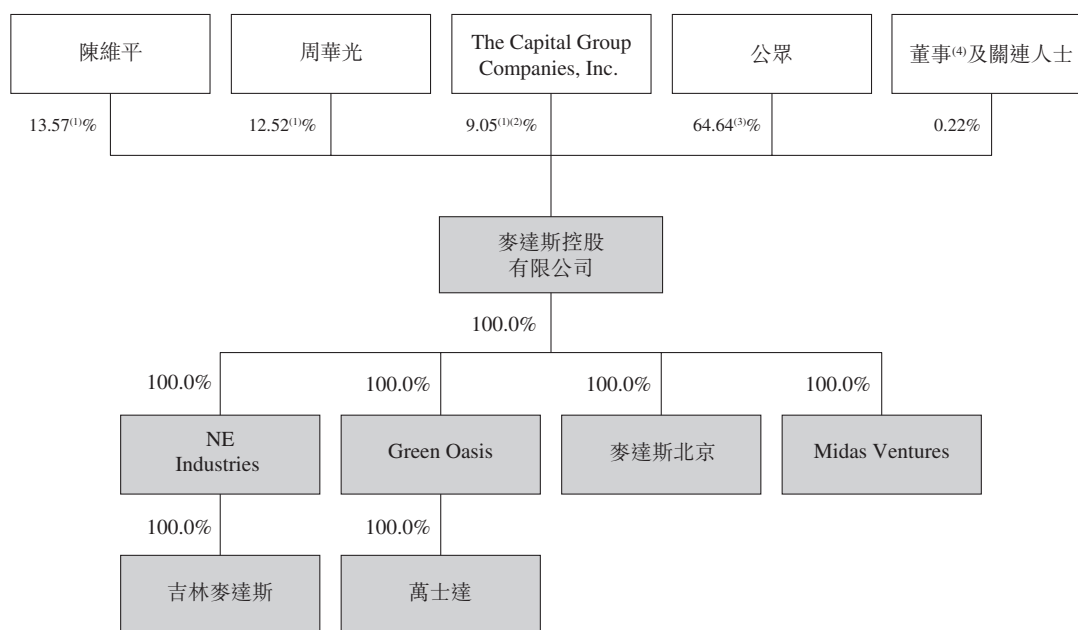 陳維平
周華光
The Capital Group
Companies, Inc.
公眾
董事(4)及關連人士
13.57(1)%
12.52(1)%
9.05(1)(2)%
64.64(3)%
0.22%
麥達斯控股
有限公司
100.0%
100.0%
100.0%
100.0%
100.0%
NE
Industries
Green Oasis
麥達斯北京
Midas Ventures
100.0%
100.0%
吉林麥達斯
萬士達